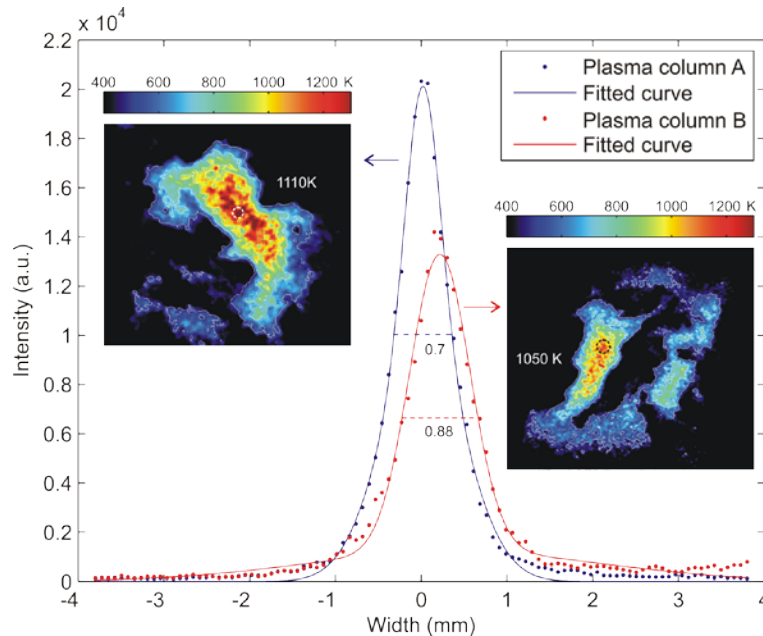 x 10⁴
2.2
2.0
1.8
1.6
1.4
1.2
1.0
0.8
0.6
0.4
0.2
0
Intensity (a.u.)
-4 -3 -2 -1 0 1 2 3 4
Width (mm)
400 600 800 1000 1200 K
1110K
Plasma column A
Fitted curve
Plasma column B
Fitted curve
400 600 800 1000 1200 K
1050 K
0.7
0.88